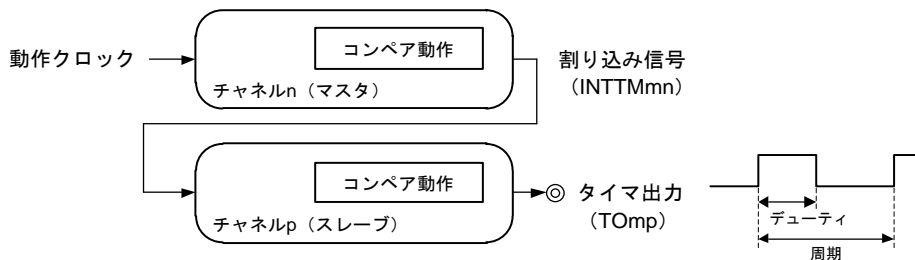 動作クロック
コンペア動作
チャネルn（マスタ）
割り込み信号
（INTTMmn）
コンペア動作
チャネルp（スレーブ）
タイマ出力
（TOmp）
デューティ
周期